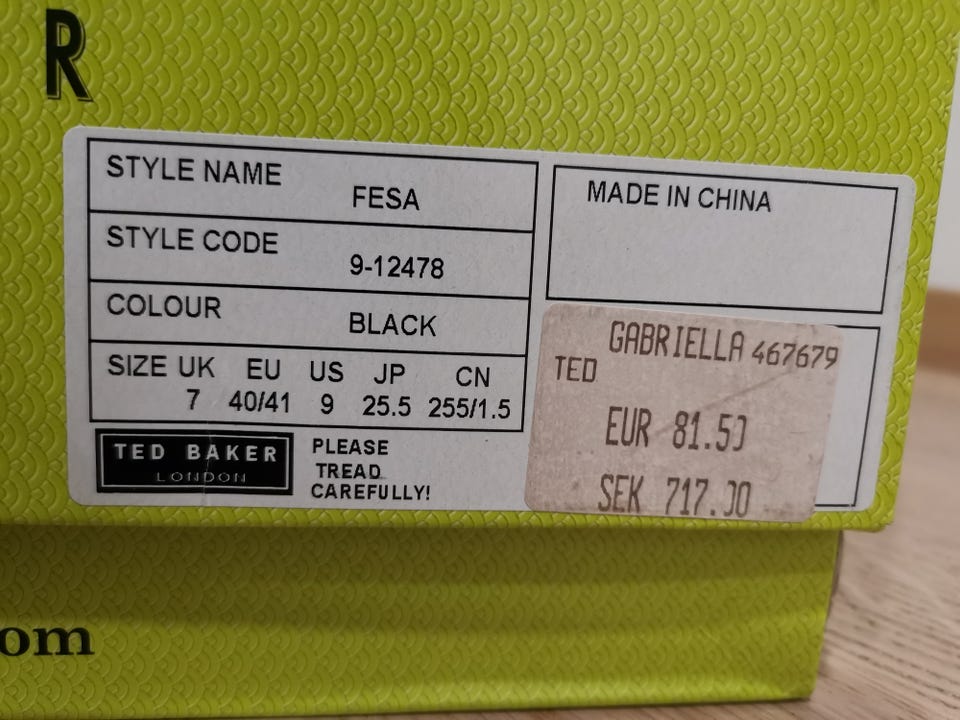 R
STYLE NAME
FESA
STYLE CODE
9-12478
COLOUR
BLACK
SIZE UK EU US JP CN
7 40/41 9 25.5 255/1.5
TED BAKER
LONDON
PLEASE
TREAD
CAREFULLY!
MADE IN CHINA
GABRIELLA 467679
TED
EUR 81.50
SEK 717.00
om